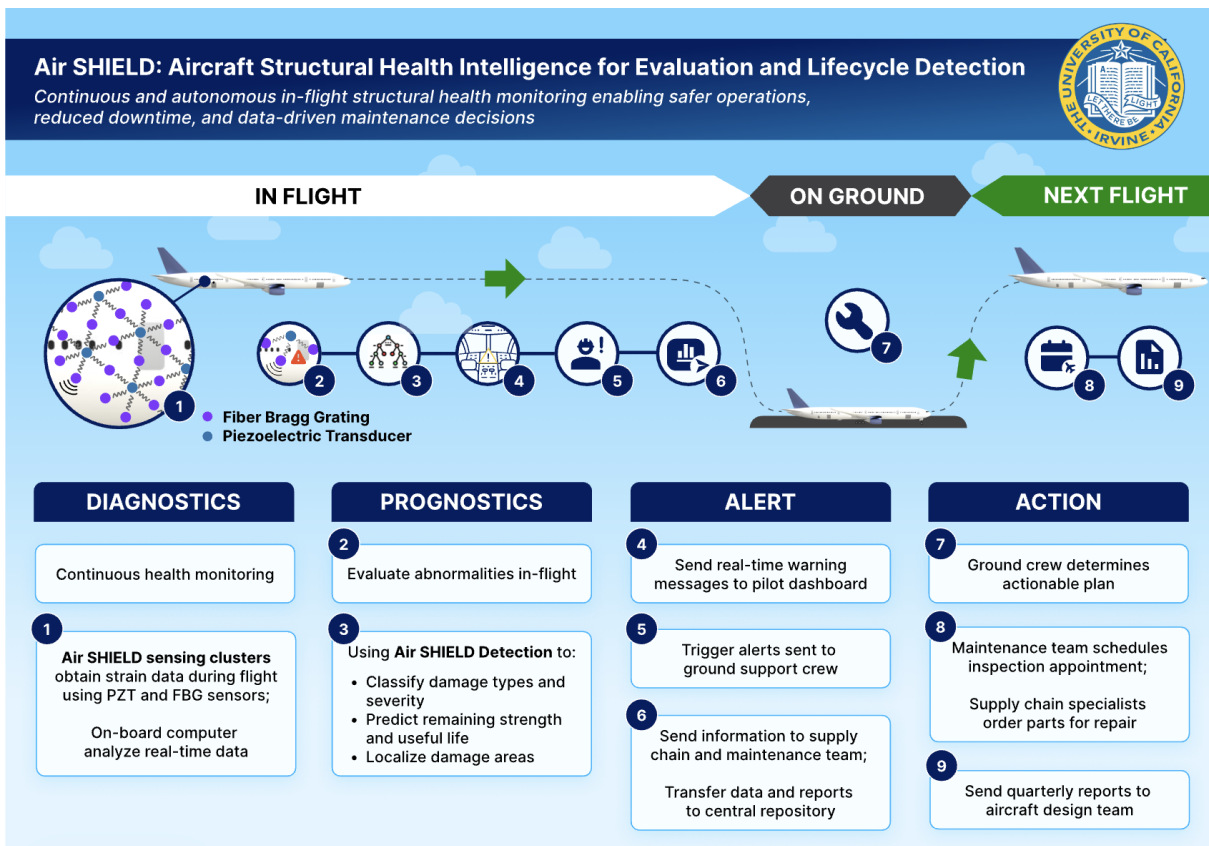 Air SHIELD: Aircraft Structural Health Intelligence for Evaluation and Lifecycle Detection
Continuous and autonomous in-flight structural health monitoring enabling safer operations,
reduced downtime, and data-driven maintenance decisions
THE UNIVERSITY OF CALIFORNIA
IRVINE
LET THERE BE LIGHT
A
IN FLIGHT
ON GROUND
NEXT FLIGHT
1
2
3
4
5
6
7
8
9
Fiber Bragg Grating
Piezoelectric Transducer
DIAGNOSTICS
Continuous health monitoring
1
Air SHIELD sensing clusters
obtain strain data during flight
using PZT and FBG sensors;
On-board computer
analyze real-time data
PROGNOSTICS
2
Evaluate abnormalities in-flight
3
Using Air SHIELD Detection to:
• Classify damage types and
severity
• Predict remaining strength
and useful life
• Localize damage areas
ALERT
4
Send real-time warning
messages to pilot dashboard
5
Trigger alerts sent to
ground support crew
6
Send information to supply
chain and maintenance team;
Transfer data and reports
to central repository
ACTION
7
Ground crew determines
actionable plan
8
Maintenance team schedules
inspection appointment;
Supply chain specialists
order parts for repair
9
Send quarterly reports to
aircraft design team